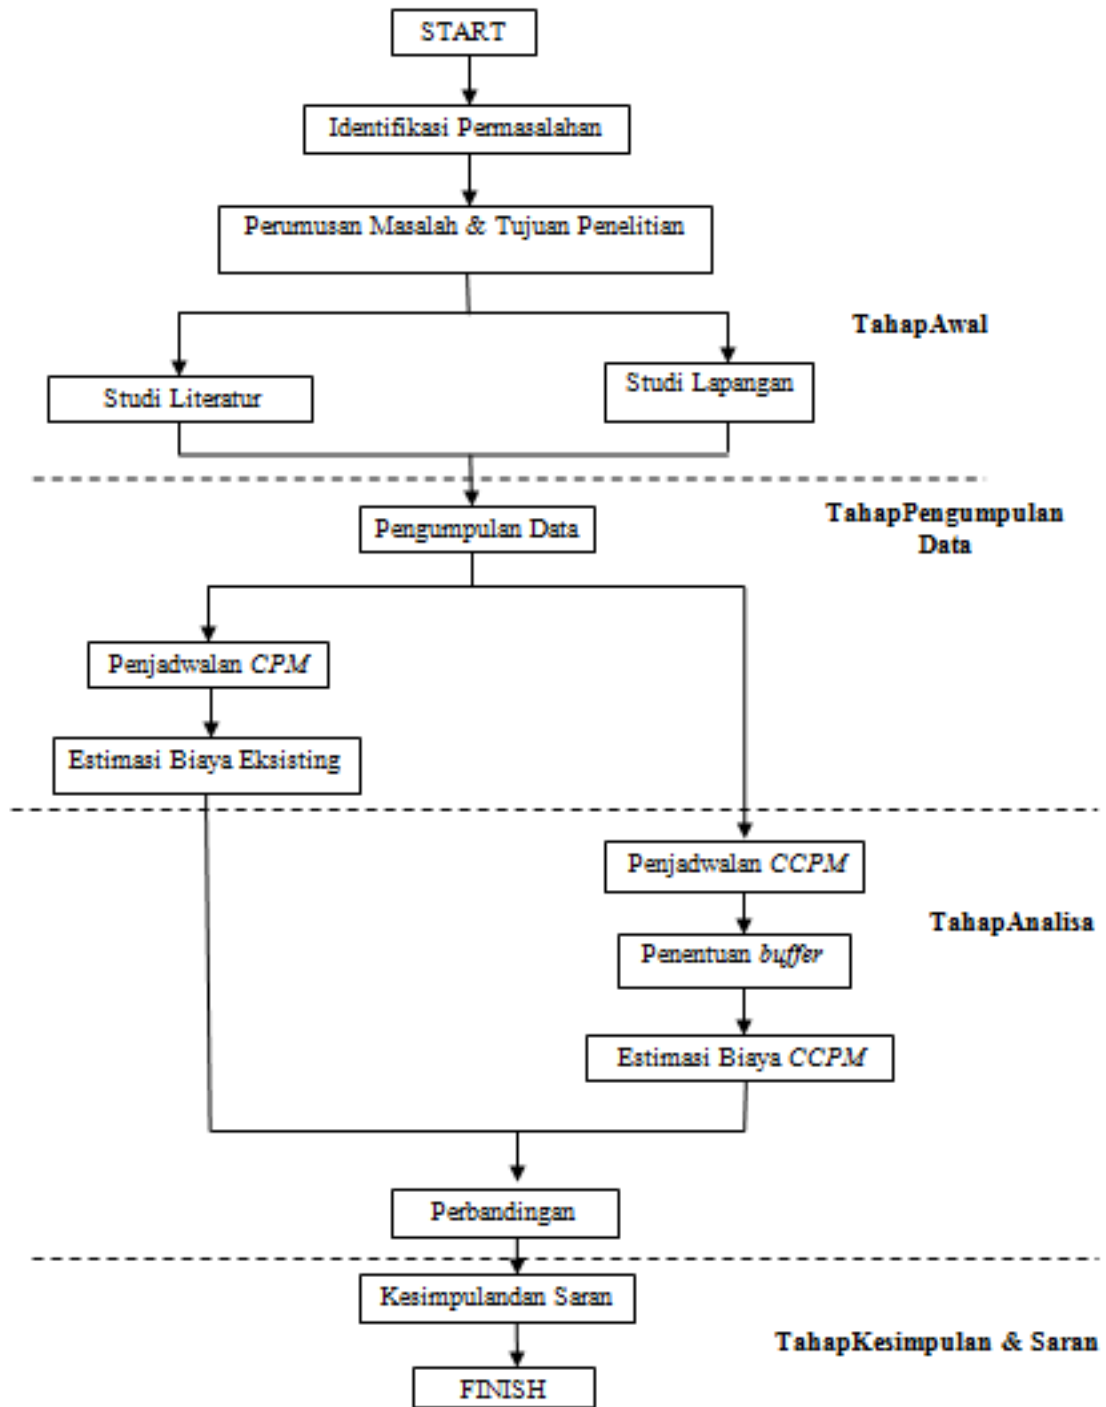 START
Identifikasi Permasalahan
Perumusan Masalah & Tujuan Penelitian
TahapAwal
Studi Literatur
Studi Lapangan
TahapPengumpulan
Data
Pengumpulan Data
Penjadwalan CPM
Estimasi Biaya Eksisting
Penjadwalan CCPM
TahapAnalisa
Penentuan buffer
Estimasi Biaya CCPM
Perbandingan
Kesimpulandan Saran
TahapKesimpulan & Saran
FINISH